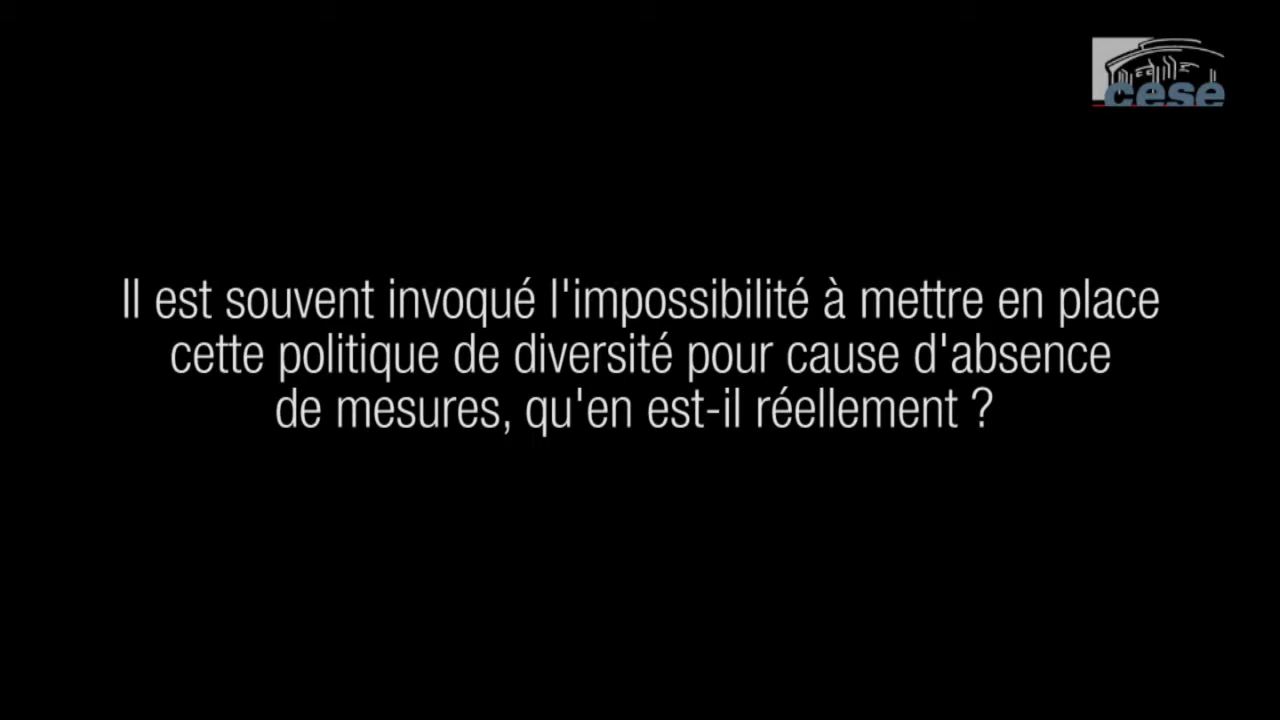 cese
Il est souvent invoqué l'impossibilité à mettre en place
cette politique de diversité pour cause d'absence
de mesures, qu'en est-il réellement ?